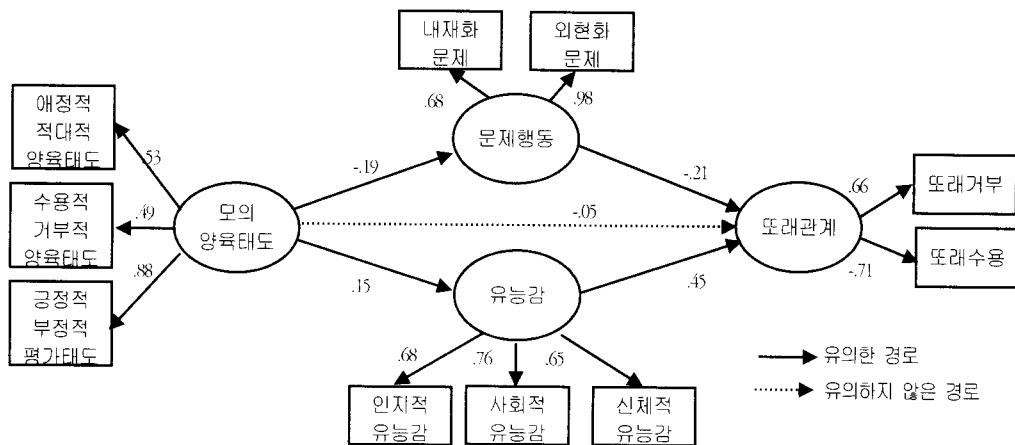 내재화
문제
외현화
문제
.68
.98
문제행동
애정적
적대적
양육태도
.53
수용적
거부적
양육태도
.49
긍정적
부정적
평가태도
.88
모의
양육태도
-.19
-.21
-.05
.15
.45
또래관계
.66
또래거부
-.71
또래수용
유능감
.68
.76
.65
인지적
유능감
사회적
유능감
신체적
유능감
유의한 경로
유의하지 않은 경로